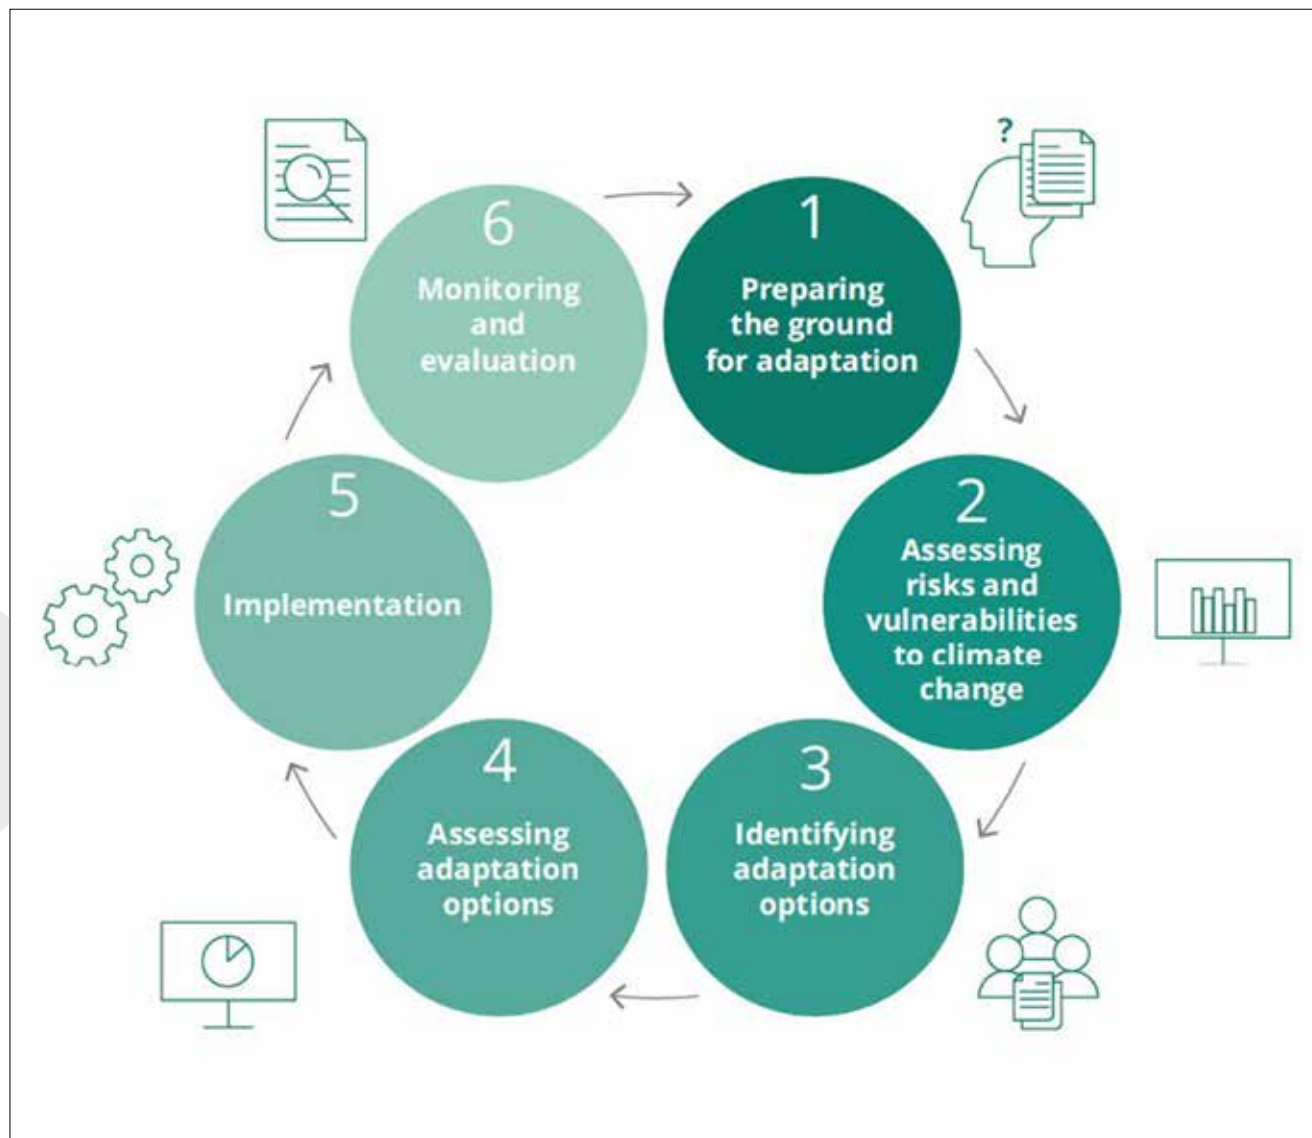 ?
1
Preparing
the ground
for adaptation
2
Assessing
risks and
vulnerabilities
to climate
change
3
Identifying
adaptation
options
4
Assessing
adaptation
options
5
Implementation
6
Monitoring
and
evaluation